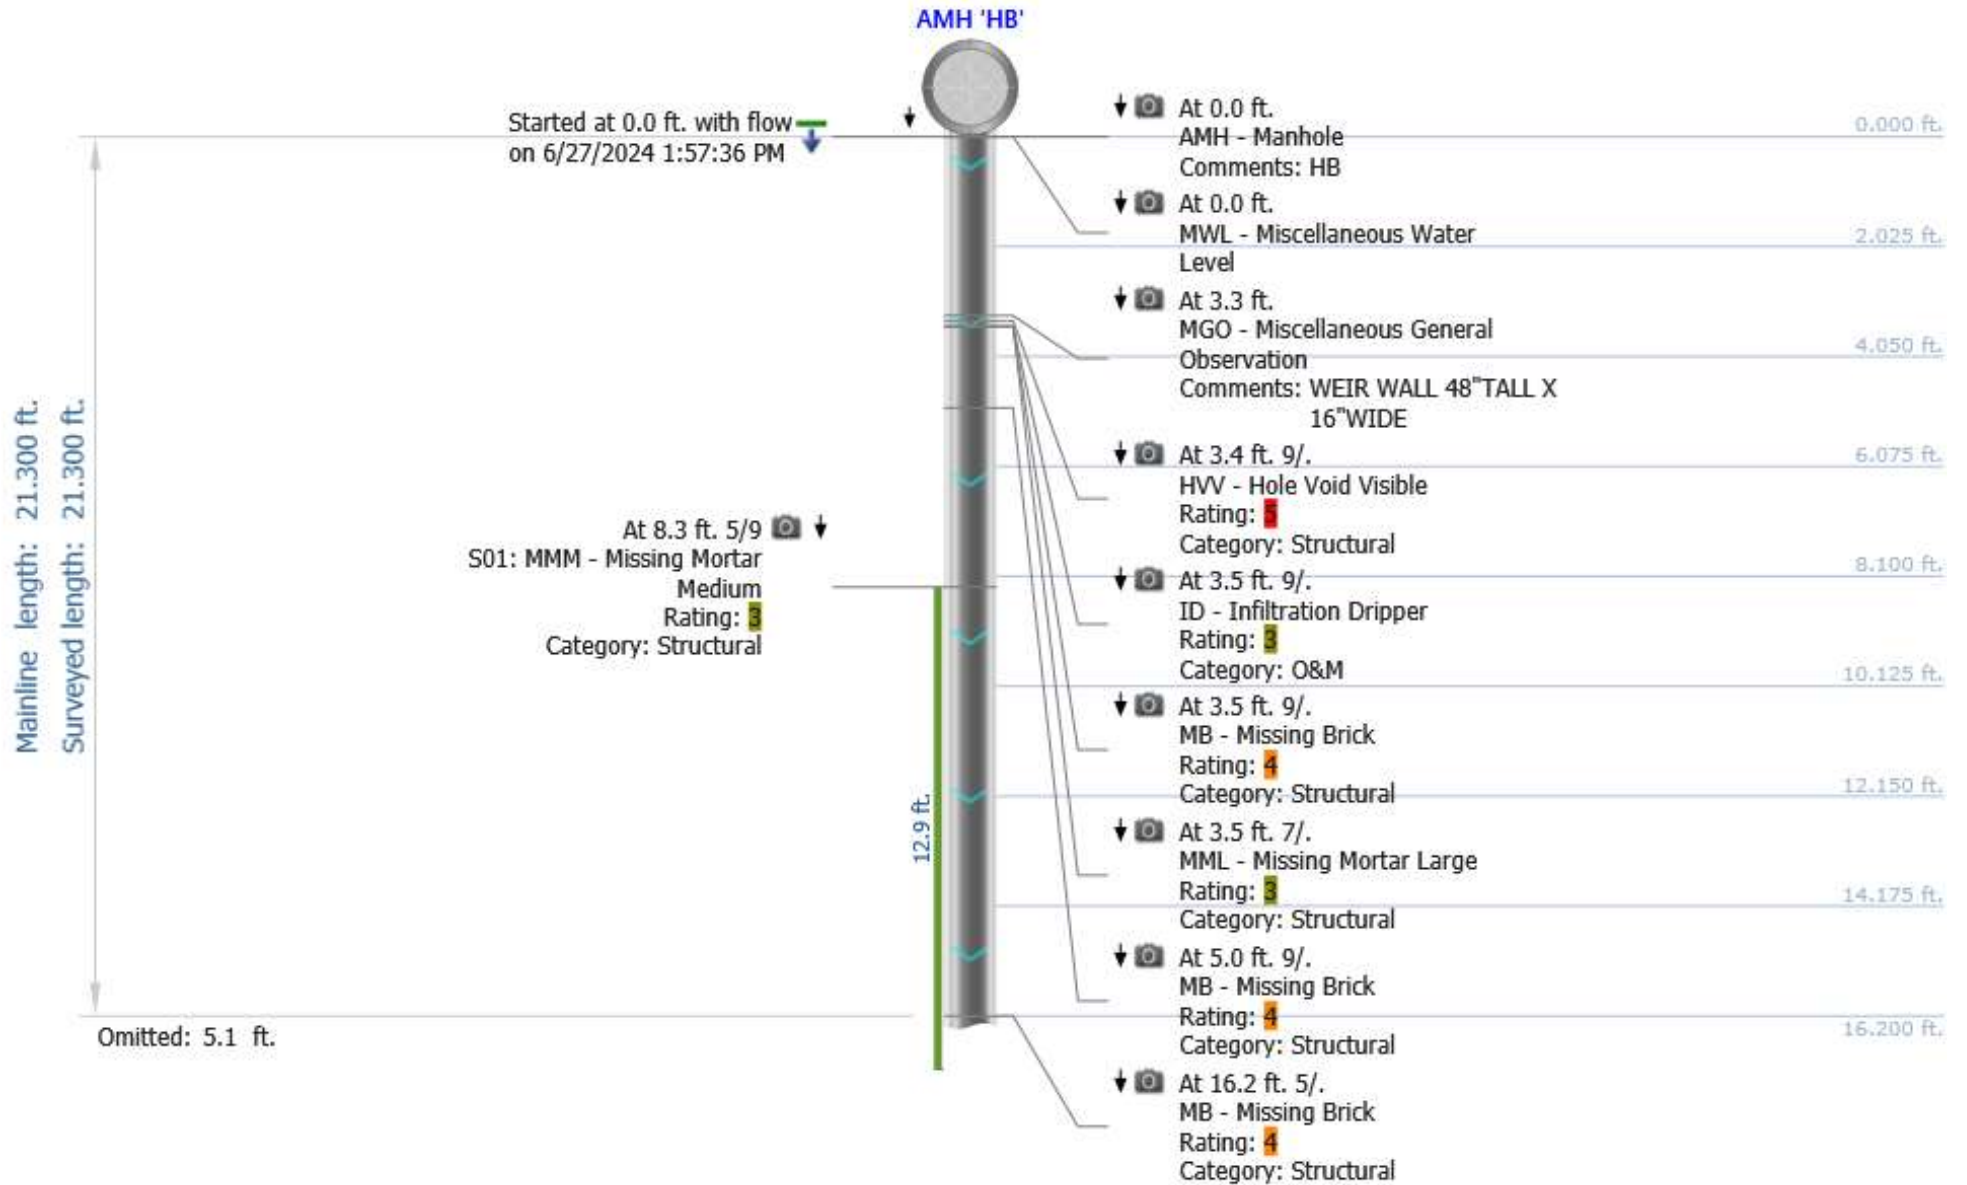 AMH 'HB'
Started at 0.0 ft. with flow
on 6/27/2024 1:57:36 PM
Mainline length: 21.300 ft.
Surveyed length: 21.300 ft.
At 8.3 ft. 5/9
S01: MMM - Missing Mortar
Medium
Rating: 3
Category: Structural
12.9 ft.
Omitted: 5.1 ft.
At 0.0 ft.
AMH - Manhole
Comments: HB
At 0.0 ft.
MWL - Miscellaneous Water
Level
At 3.3 ft.
MGO - Miscellaneous General
Observation
Comments: WEIR WALL 48"TALL X
16"WIDE
At 3.4 ft. 9/.
HVV - Hole Void Visible
Rating: 5
Category: Structural
At 3.5 ft. 9/.
ID - Infiltration Dripper
Rating: 3
Category: O&M
At 3.5 ft. 9/.
MB - Missing Brick
Rating: 4
Category: Structural
At 3.5 ft. 7/.
MML - Missing Mortar Large
Rating: 3
Category: Structural
At 5.0 ft. 9/.
MB - Missing Brick
Rating: 4
Category: Structural
At 16.2 ft. 5/.
MB - Missing Brick
Rating: 4
Category: Structural
0.000 ft.
2.025 ft.
4.050 ft.
6.075 ft.
8.100 ft.
10.125 ft.
12.150 ft.
14.175 ft.
16.200 ft.